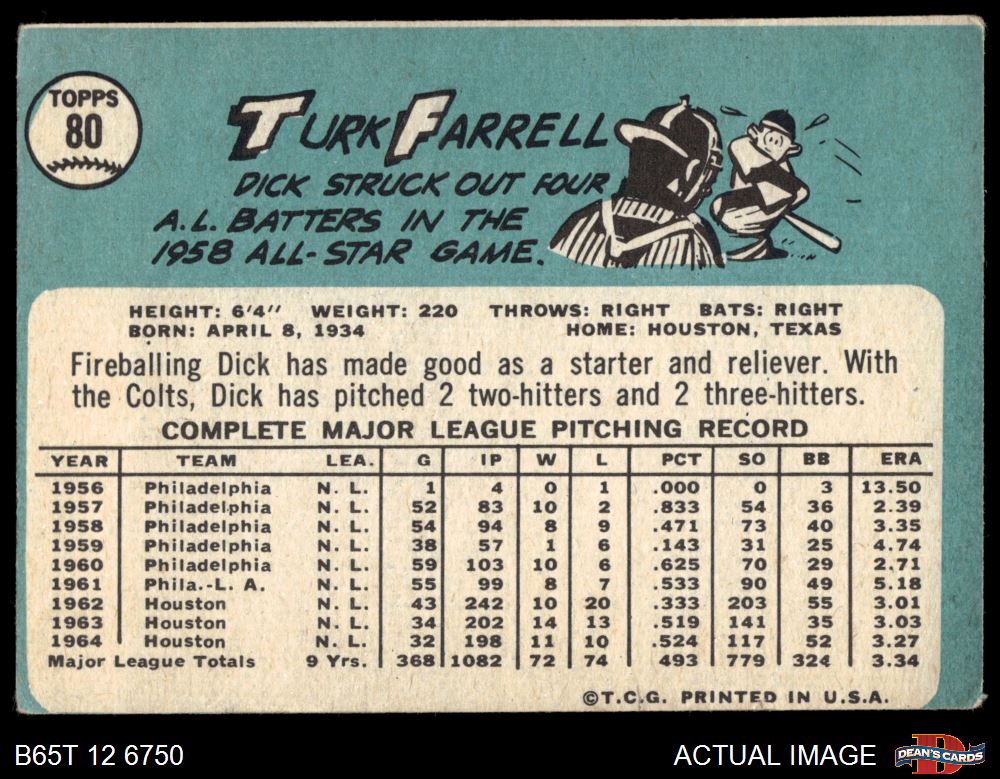 TOPPS
80
TURK FARRELL
DICK STRUCK OUT FOUR
A.L. BATTERS IN THE
1958 ALL-STAR GAME.
HEIGHT: 6'4" WEIGHT: 220 THROWS: RIGHT BATS: RIGHT
BORN: APRIL 8, 1934 HOME: HOUSTON, TEXAS
Fireballing Dick has made good as a starter and reliever. With
the Colts, Dick has pitched 2 two-hitters and 2 three-hitters.
COMPLETE MAJOR LEAGUE PITCHING RECORD
YEAR TEAM LEA. G IP W L PCT SO BB ERA
1956 Philadelphia N. L. 1 4 0 1 .000 0 3 13.50
1957 Philadelphia N. L. 52 83 10 2 .833 54 36 2.39
1958 Philadelphia N. L. 54 94 8 9 .471 73 40 3.35
1959 Philadelphia N. L. 38 57 1 6 .143 31 25 4.74
1960 Philadelphia N. L. 59 103 10 6 .625 70 29 2.71
1961 Phila.-L. A. N. L. 55 99 8 7 .533 90 49 5.18
1962 Houston N. L. 43 242 10 20 .333 203 55 3.01
1963 Houston N. L. 34 202 14 13 .519 141 35 3.03
1964 Houston N. L. 32 198 11 10 .524 117 52 3.27
Major League Totals 9 Yrs. 368 1082 72 74 493 779 324 3.34
©T.C.G. PRINTED IN U.S.A.
B65T 12 6750 ACTUAL IMAGE DEAN'S CARDS